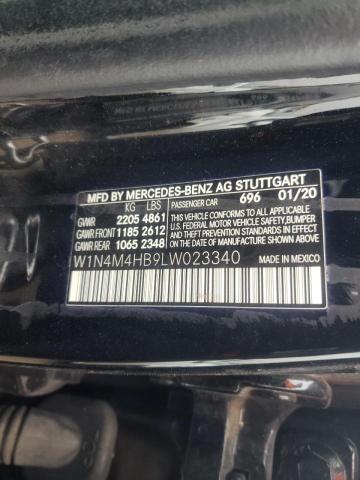 MFD BY MERCEDES-BENZ AG STUTTGART
KG LBS PASSENGER CAR 696 01/20
GVWR 2205 4861 THIS VEHICLE CONFORMS TO ALL APPLICABLE
GAWR FRONT 1185 2612 U.S. FEDERAL MOTOR VEHICLE SAFETY, BUMPER
GAWR REAR 1065 2348 AND THEFT PREVENTION STANDARDS IN EFFECT ON THE DATE OF MANUFACTURE SHOWN ABOVE.
W1N4M4HB9LW023340 MADE IN MEXICO